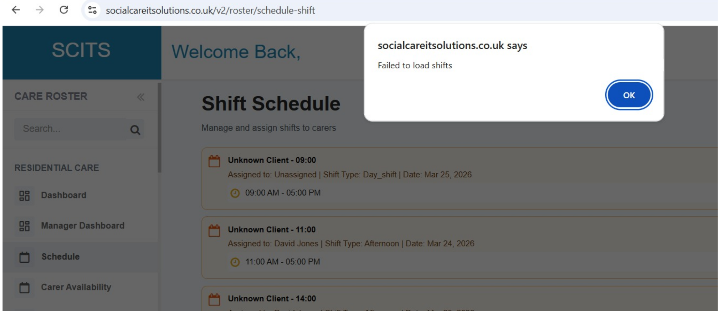 socialcareitsolutions.co.uk/v2/roster/schedule-shift
SCITS
Welcome Back,
socialcareitsolutions.co.uk says
Failed to load shifts
OK
CARE ROSTER
Search...
RESIDENTIAL CARE
Dashboard
Manager Dashboard
Schedule
Carer Availability
Shift Schedule
Manage and assign shifts to carers
Unknown Client - 09:00
Assigned to: Unassigned | Shift Type: Day_shift | Date: Mar 25, 2026
09:00 AM - 05:00 PM
Unknown Client - 11:00
Assigned to: David Jones | Shift Type: Afternoon | Date: Mar 24, 2026
11:00 AM - 05:00 PM
Unknown Client - 14:00